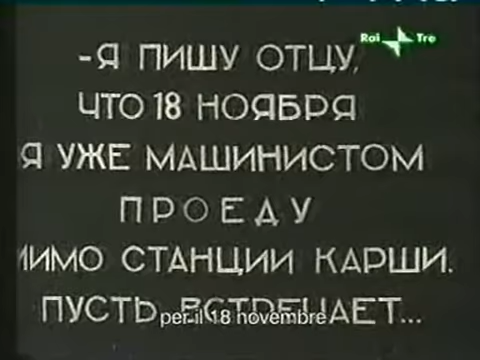 Rai Tre
-Я ПИШУ ОТЦУ,
ЧТО 18 НОЯБРЯ
Я УЖЕ МАШИНИСТОМ
ПРОЕДУ
МИМО СТАНЦИИ КАРШИ.
ПУСТЬ ВСТРЕЧАЕТ...
per il 18 novembre